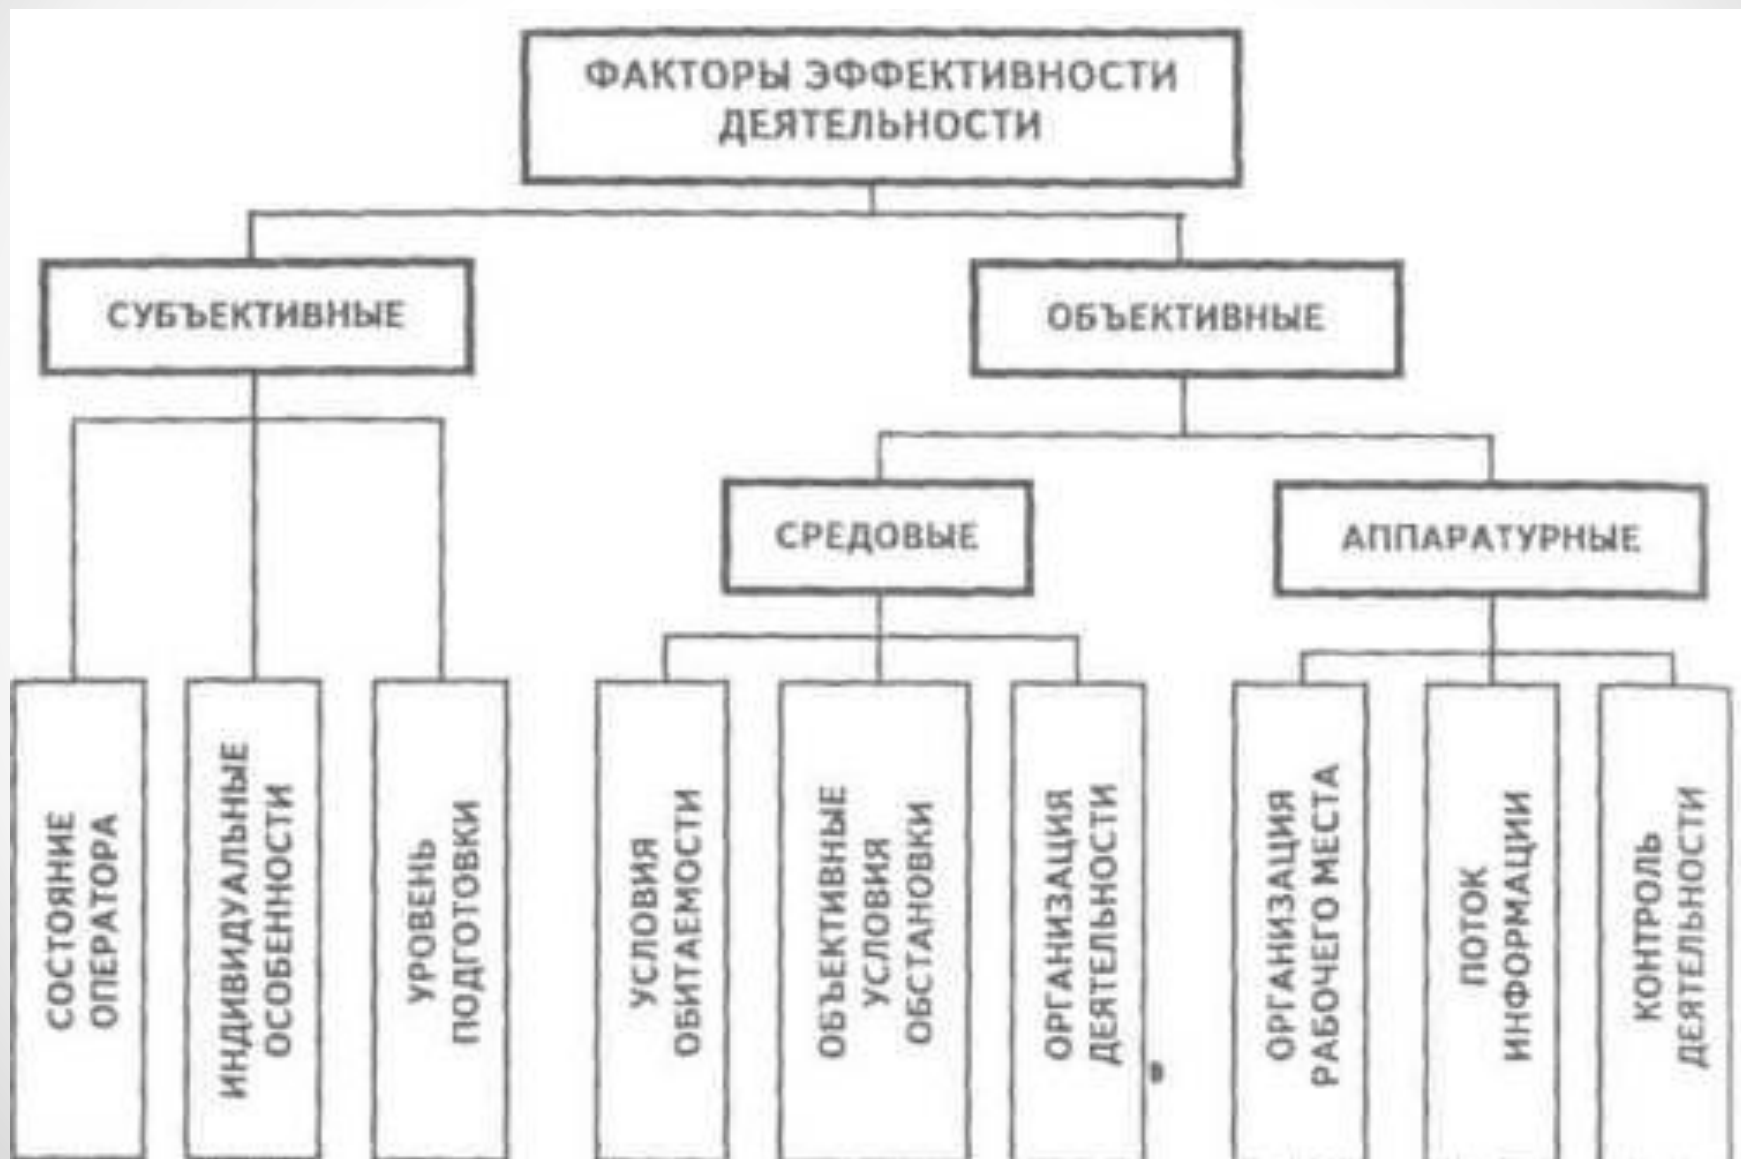 ФАКТОРЫ ЭФФЕКТИВНОСТИ
ДЕЯТЕЛЬНОСТИ
СУБЪЕКТИВНЫЕ
ОБЪЕКТИВНЫЕ
СРЕДОВЫЕ
АППАРАТУРНЫЕ
СОСТОЯНИЕ
ОПЕРАТОРА
ИНДИВИДУАЛЬНЫЕ
ОСОБЕННОСТИ
УРОВЕНЬ
ПОДГОТОВКИ
УСЛОВИЯ
ОБИТАЕМОСТИ
ОБЪЕКТИВНЫЕ
УСЛОВИЯ
ОБСТАНОВКИ
ОРГАНИЗАЦИЯ
ДЕЯТЕЛЬНОСТИ
ОРГАНИЗАЦИЯ
РАБОЧЕГО МЕСТА
ПОТОК
ИНФОРМАЦИИ
КОНТРОЛЬ
ДЕЯТЕЛЬНОСТИ